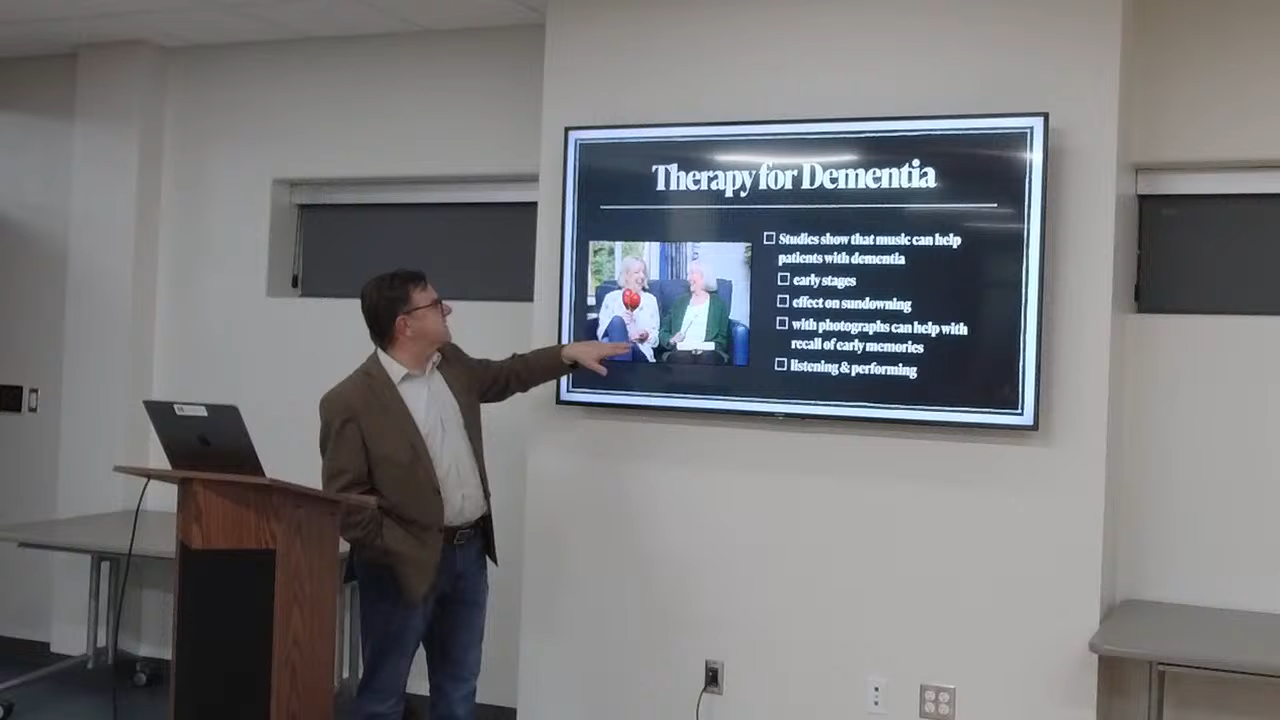 Therapy for Dementia
☐ Studies show that music can help
patients with dementia
☐ early stages
☐ effect on sundowning
☐ with photographs can help with
recall of early memories
☐ listening & performing